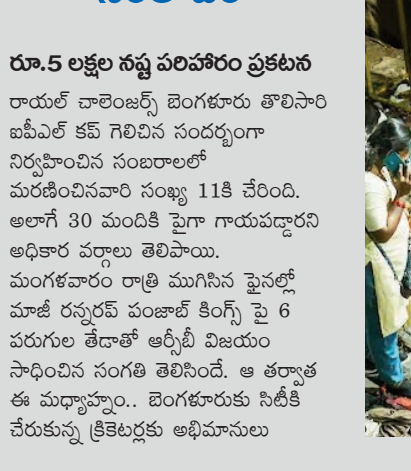 రూ.5 లక్షల నష్ట పరిహారం ప్రకటన
రాయల్ చాలెంజర్స్ బెంగళూరు తొలిసారి
ఐపీఎల్ కప్ గెలిచిన సందర్భంగా
నిర్వహించిన సంబరాలలో
మరణించినవారి సంఖ్య 11కి చేరింది.
అలాగే 30 మందికి పైగా గాయపడ్డారని
అధికార వర్గాలు తెలిపాయి.
మంగళవారం రాత్రి ముగిసిన ఫైనల్లో
మాజీ రన్నరప్ పంజాబ్ కింగ్స్ పై 6
పరుగుల తేడాతో ఆర్సీబీ విజయం
సాధించిన సంగతి తెలిసిందే. ఆ తర్వాత
ఈ మధ్యాహ్నం.. బెంగళూరుకు సిటీకి
చేరుకున్న క్రికెటర్లకు అభిమానులు